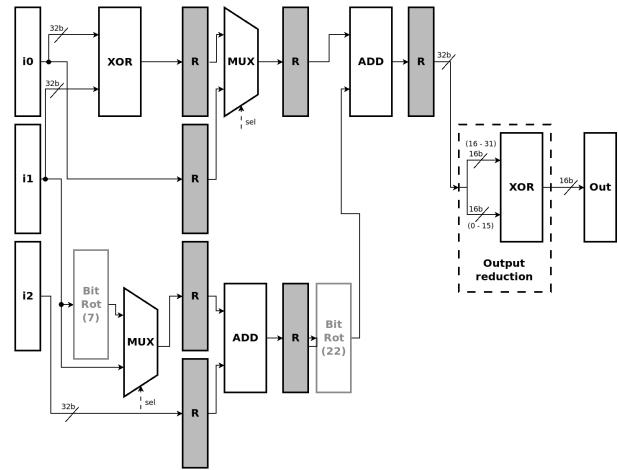 32b
i0
XOR
R
MUX
R
ADD
R
32b
32b
sel
i1
R
(16 - 31)
16b
XOR
16b
Out
16b
(0 - 15)
Output
reduction
i2
Bit
Rot
(7)
R
MUX
ADD
R
Bit
Rot
(22)
sel
32b
R